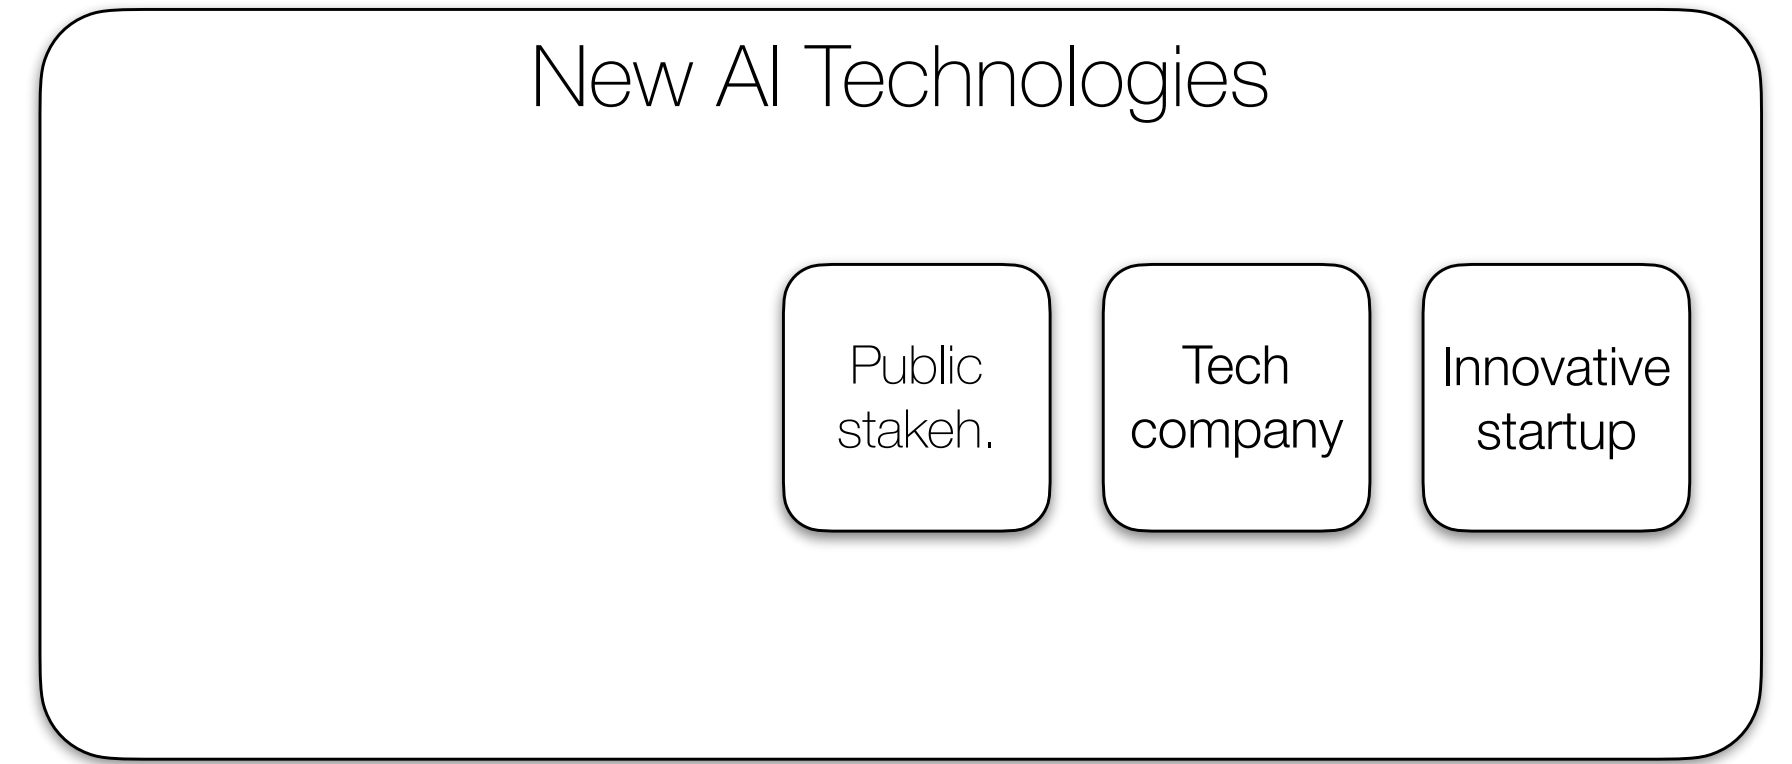 New AI Technologies
Public
stakeh.
Tech
company
Innovative
startup